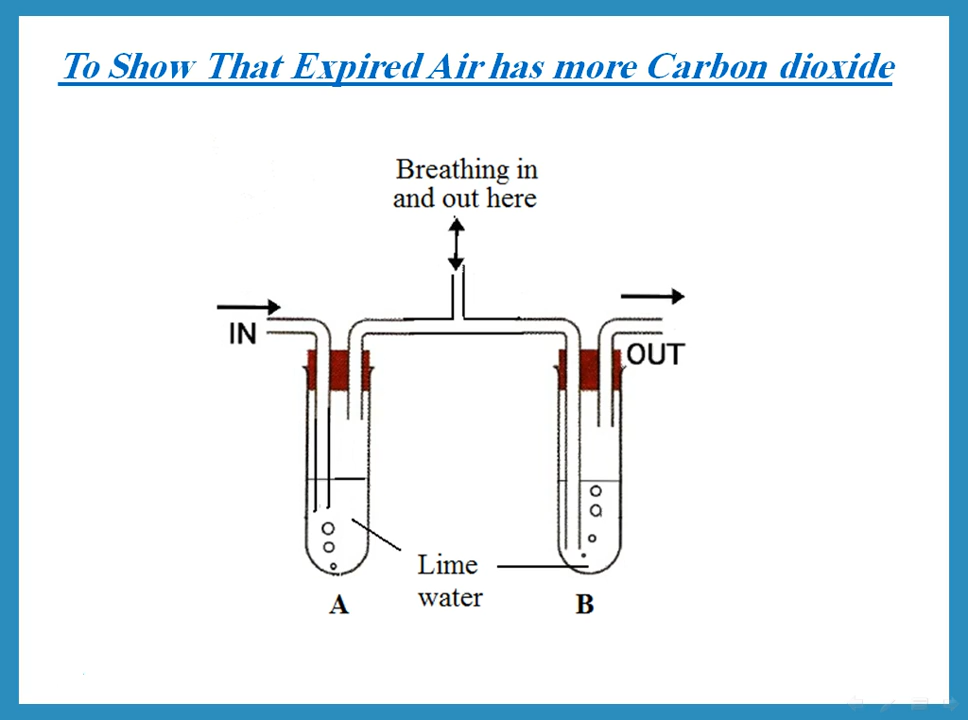 To Show That Expired Air has more Carbon dioxide
Breathing in
and out here
IN
OUT
Lime
water
A
B